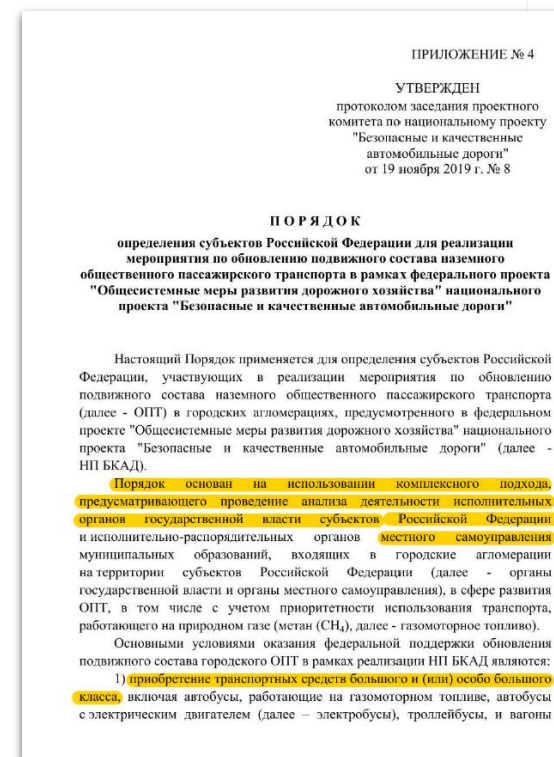 ПРИЛОЖЕНИЕ № 4
УТВЕРЖДЕН
протоколом заседания проектного
комитета по национальному проекту
"Безопасные и качественные
автомобильные дороги"
от 19 ноября 2019 г. № 8
ПОРЯДОК
определения субъектов Российской Федерации для реализации
мероприятия по обновлению подвижного состава наземного
общественного пассажирского транспорта в рамках федерального проекта
"Общесистемные меры развития дорожного хозяйства" национального
проекта "Безопасные и качественные автомобильные дороги"
Настоящий Порядок применяется для определения субъектов Российской
Федерации, участвующих в реализации мероприятия по обновлению
подвижного состава наземного общественного пассажирского транспорта
(далее - ОПТ) в городских агломерациях, предусмотренного в федеральном
проекте "Общесистемные меры развития дорожного хозяйства" национального
проекта "Безопасные и качественные автомобильные дороги" (далее -
НП БКАД).
Порядок основан на использовании комплексного подхода,
предусматривающего проведение анализа деятельности исполнительных
органов государственной власти субъектов Российской Федерации
и исполнительно-распорядительных органов местного самоуправления
муниципальных образований, входящих в городские агломерации
на территории субъектов Российской Федерации (далее - органы
государственной власти и органы местного самоуправления), в сфере развития
ОПТ, в том числе с учетом приоритетности использования транспорта,
работающего на природном газе (метан (CH₄), далее - газомоторное топливо).
Основными условиями оказания федеральной поддержки обновления
подвижного состава городского ОПТ в рамках реализации НП БКАД являются:
1) приобретение транспортных средств большого и (или) особо большого
класса, включая автобусы, работающие на газомоторном топливе, автобусы
с электрическим двигателем (далее – электробусы), троллейбусы, и вагоны